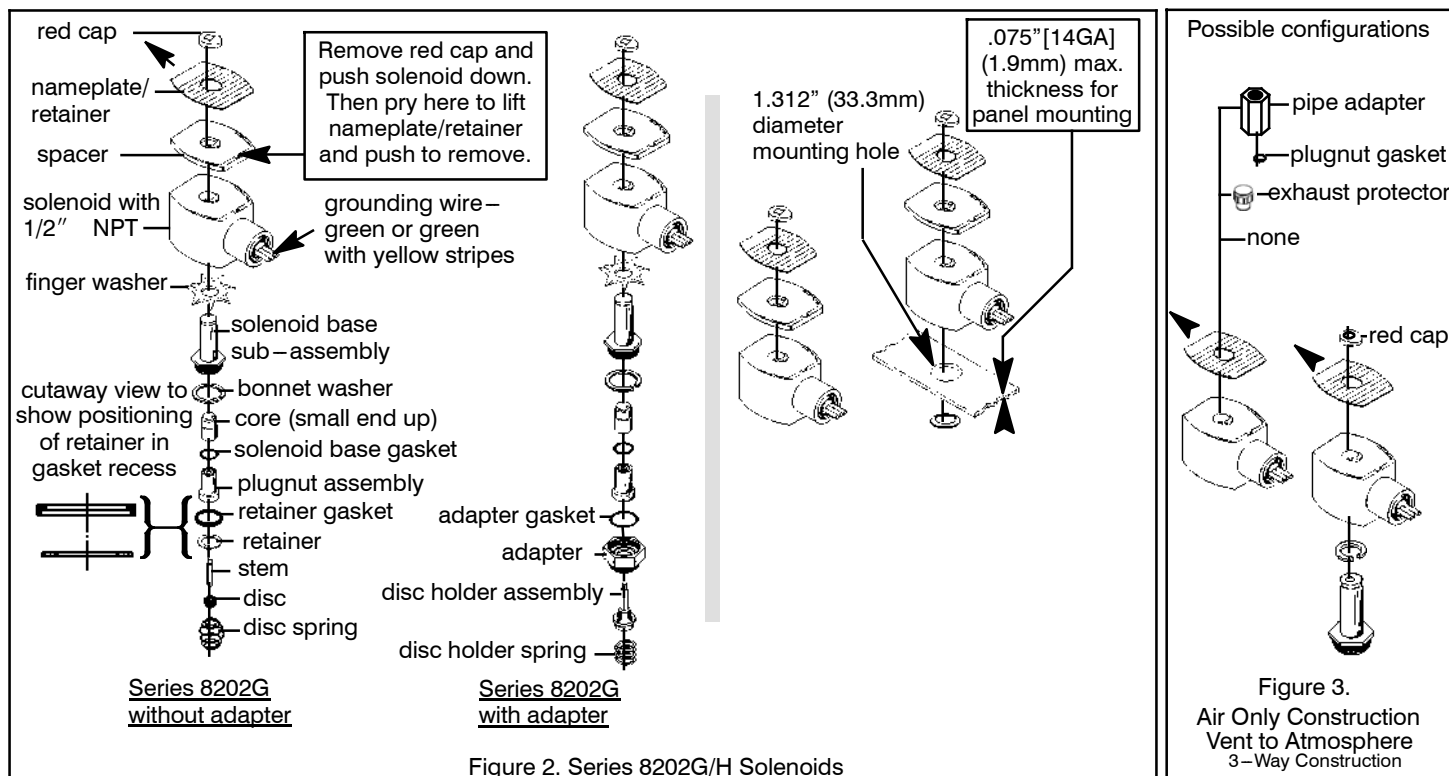 red cap
nameplate/
retainer
spacer
solenoid with
1/2″ NPT
finger washer
Remove red cap and
push solenoid down.
Then pry here to lift
nameplate/retainer
and push to remove.
grounding wire–
green or green
with yellow stripes
solenoid base
sub–assembly
bonnet washer
core (small end up)
solenoid base gasket
plugnut assembly
retainer gasket
retainer
stem
disc
disc spring
cutaway view to
show positioning
of retainer in
gasket recess
Series 8202G
without adapter
adapter gasket
adapter
disc holder assembly
disc holder spring
Series 8202G
with adapter
1.312” (33.3mm)
diameter
mounting hole
.075”[14GA]
(1.9mm) max.
thickness for
panel mounting
Figure 2. Series 8202G/H Solenoids
Possible configurations
pipe adapter
plugnut gasket
exhaust protector
none
red cap
Figure 3.
Air Only Construction
Vent to Atmosphere
3–Way Construction